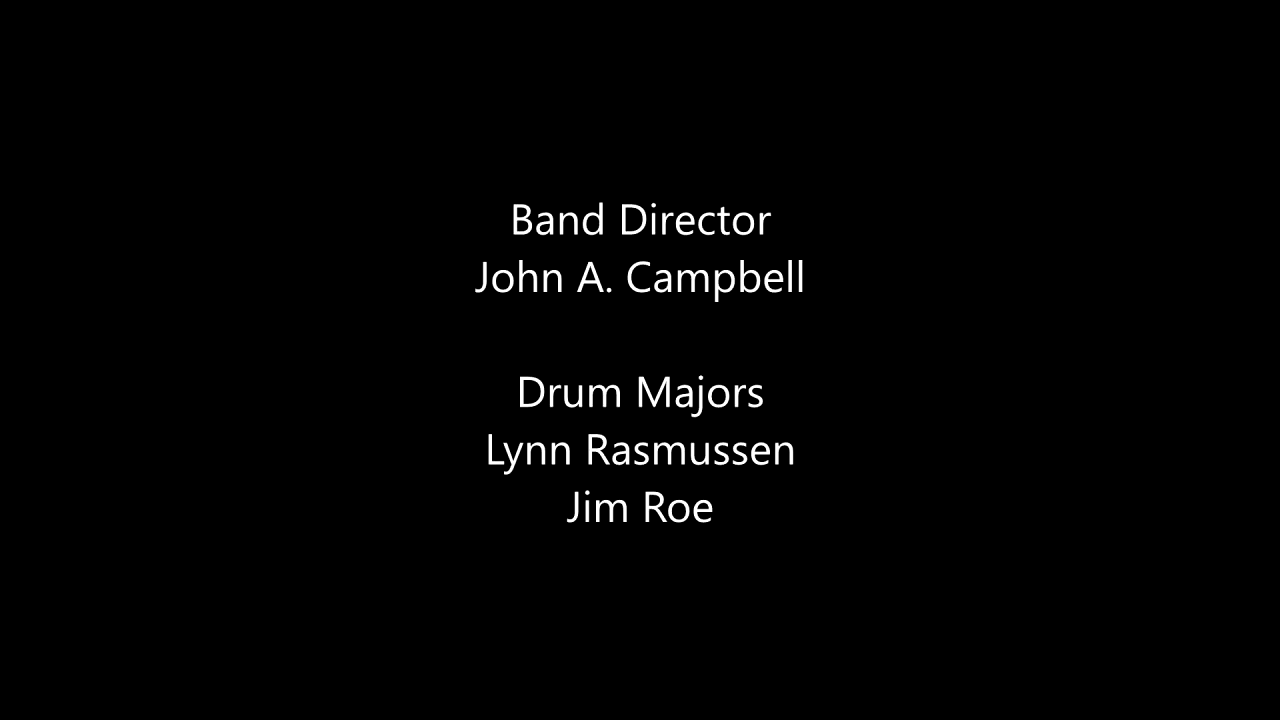 Band Director
John A. Campbell
Drum Majors
Lynn Rasmussen
Jim Roe